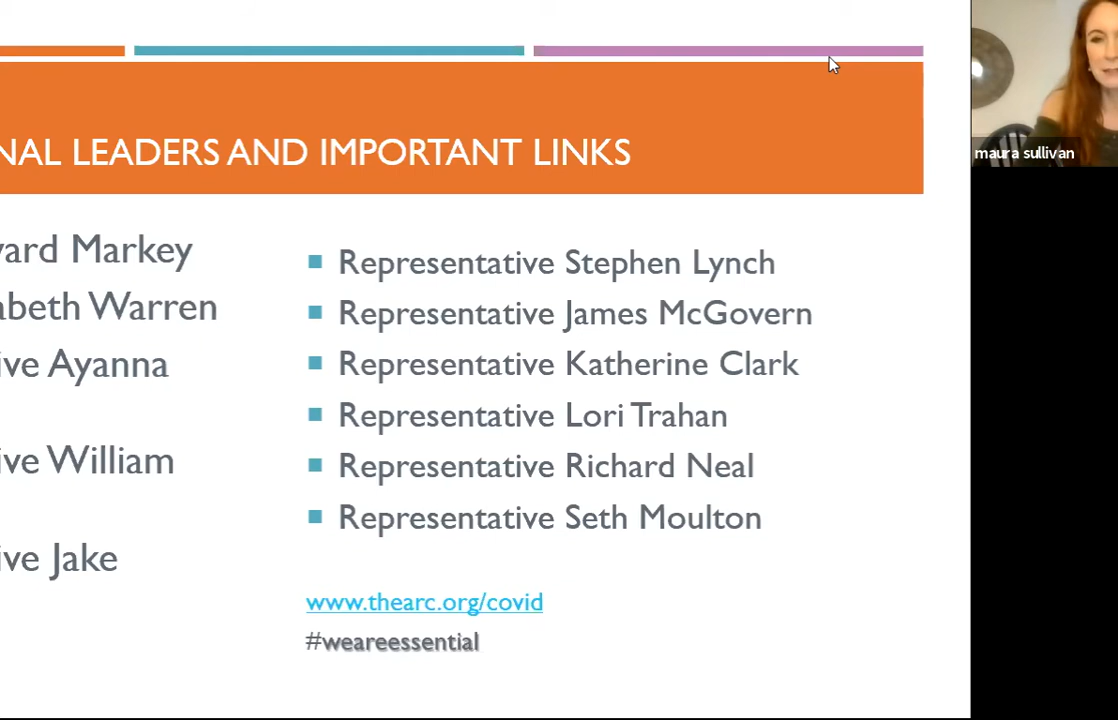 NAL LEADERS AND IMPORTANT LINKS
vard Markey
abeth Warren
ive Ayanna
ive William
ive Jake
Representative Stephen Lynch
Representative James McGovern
Representative Katherine Clark
Representative Lori Trahan
Representative Richard Neal
Representative Seth Moulton
www.thearc.org/covid
#weareessential
maura sullivan